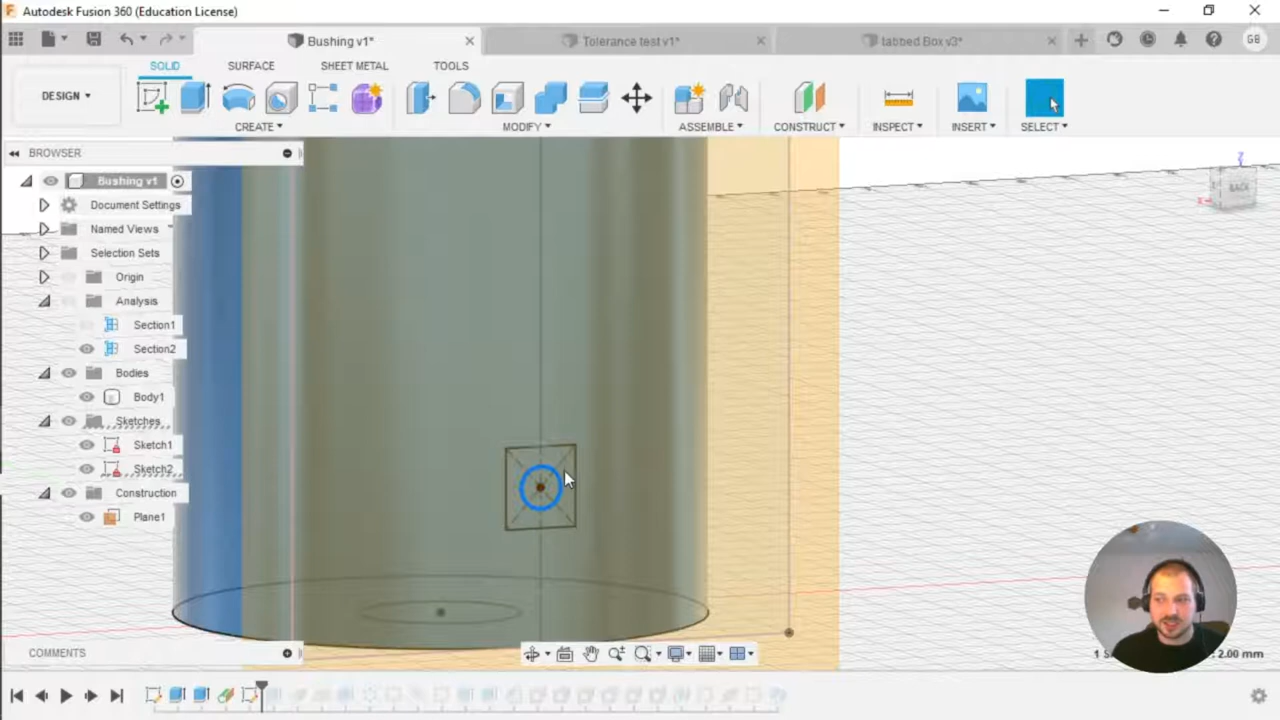 Autodesk Fusion 360 (Education License)
Bushing v1*
Tolerance test v1*
tabbed Box v3*
GB
SOLID
SURFACE
SHEET METAL
TOOLS
DESIGN
CREATE
MODIFY
ASSEMBLE
CONSTRUCT
INSPECT
INSERT
SELECT
BROWSER
Bushing v1
Document Settings
Named Views
Selection Sets
Origin
Analysis
Section1
Section2
Bodies
Body1
Sketches
Sketch1
Sketch2
Construction
Plane1
Z
BACK
X
COMMENTS
2.00 mm